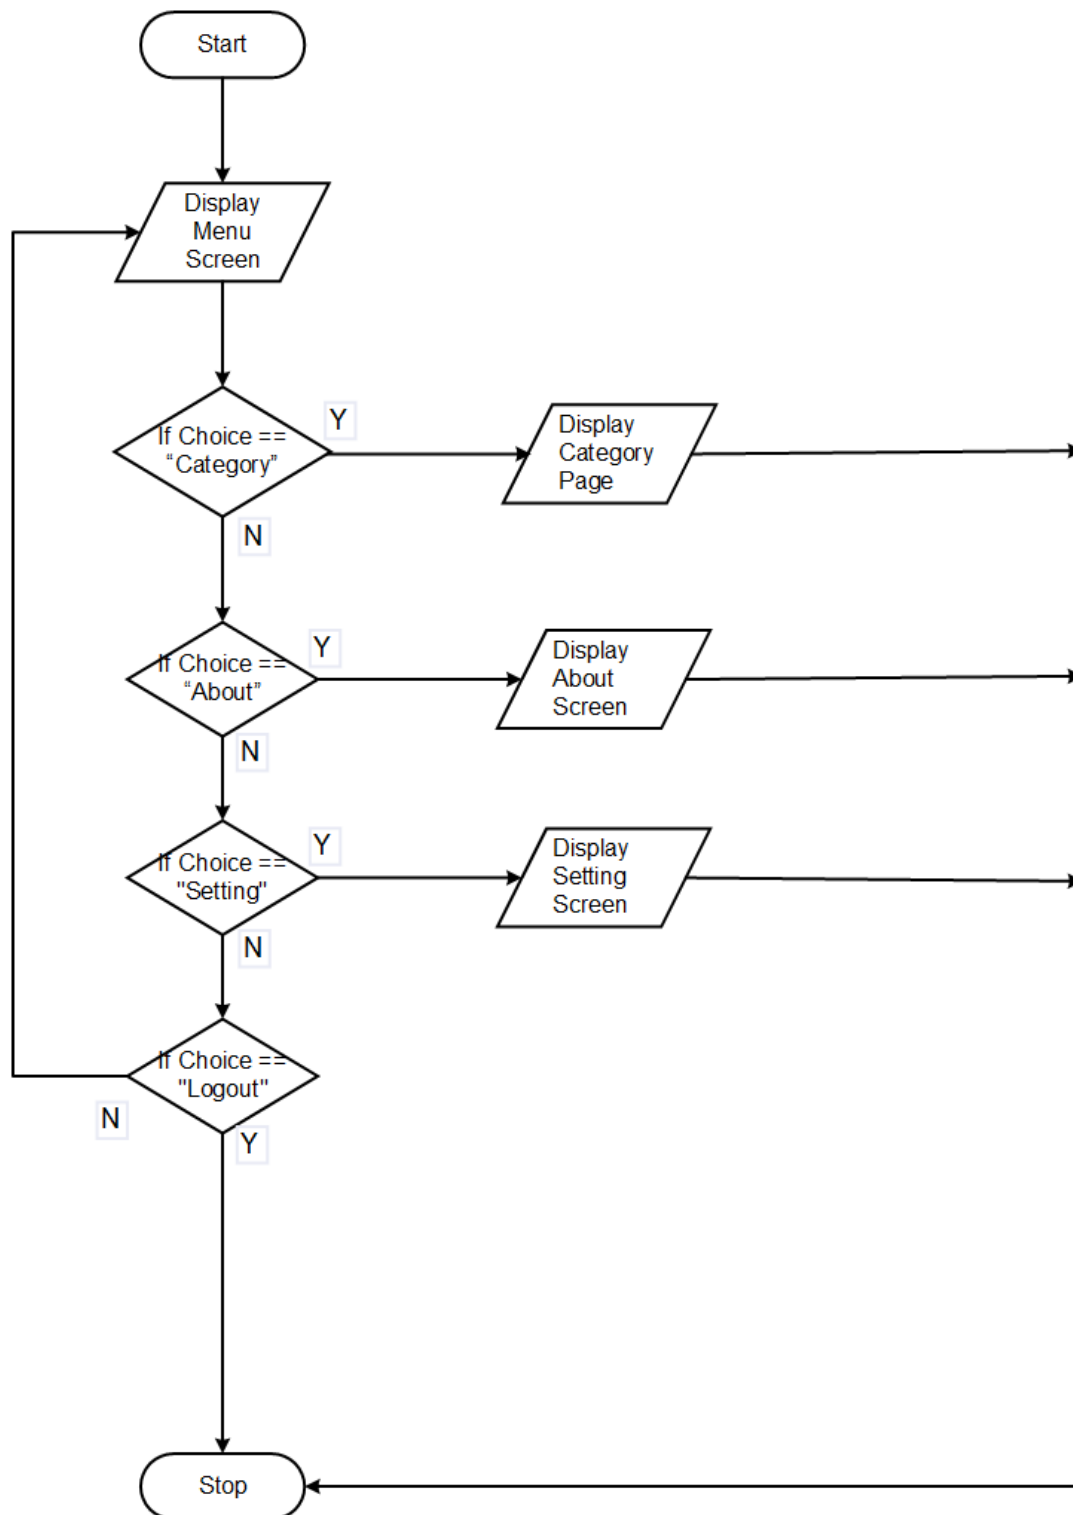 Start
Display
Menu
Screen
If Choice ==
“Category”
Y
Display
Category
Page
N
If Choice ==
“About”
Y
Display
About
Screen
N
If Choice ==
"Setting"
Y
Display
Setting
Screen
N
If Choice ==
"Logout"
N
Y
Stop